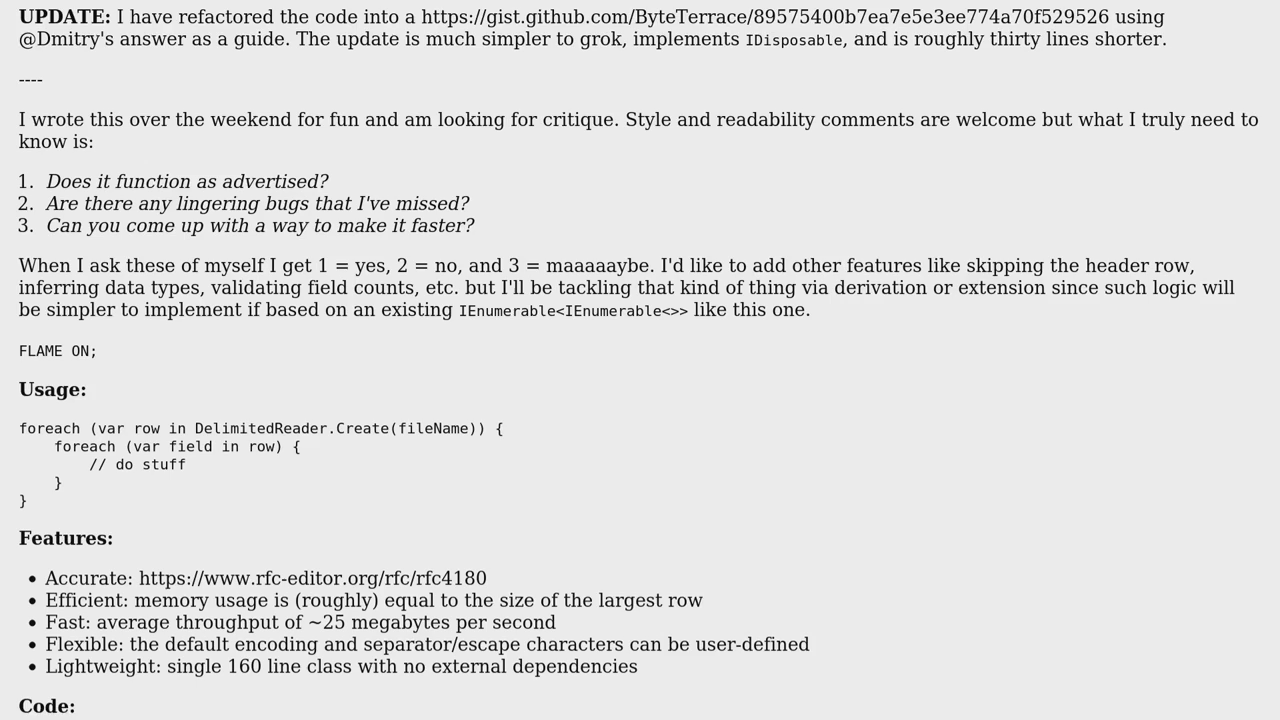 UPDATE: I have refactored the code into a https://gist.github.com/ByteTerrace/89575400b7ea7e5e3ee774a70f529526 using
@Dmitry's answer as a guide. The update is much simpler to grok, implements IDisposable, and is roughly thirty lines shorter.
----
I wrote this over the weekend for fun and am looking for critique. Style and readability comments are welcome but what I truly need to
know is:
1. Does it function as advertised?
2. Are there any lingering bugs that I've missed?
3. Can you come up with a way to make it faster?
When I ask these of myself I get 1 = yes, 2 = no, and 3 = maaaaaybe. I'd like to add other features like skipping the header row,
inferring data types, validating field counts, etc. but I'll be tackling that kind of thing via derivation or extension since such logic will
be simpler to implement if based on an existing IEnumerable<IEnumerable<>> like this one.
FLAME ON;
Usage:
foreach (var row in DelimitedReader.Create(fileName)) {
    foreach (var field in row) {
        // do stuff
    }
}
Features:
• Accurate: https://www.rfc-editor.org/rfc/rfc4180
• Efficient: memory usage is (roughly) equal to the size of the largest row
• Fast: average throughput of ~25 megabytes per second
• Flexible: the default encoding and separator/escape characters can be user-defined
• Lightweight: single 160 line class with no external dependencies
Code: